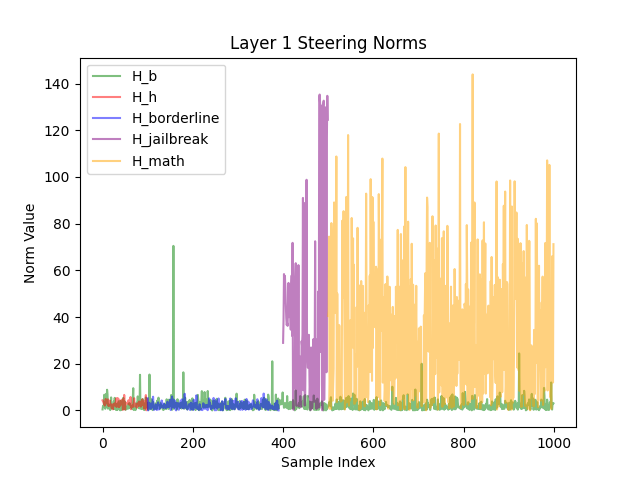 Layer 1 Steering Norms
H_b
H_h
H_borderline
H_jailbreak
H_math
140
120
100
80
60
40
20
0
Norm Value
0 200 400 600 800 1000
Sample Index